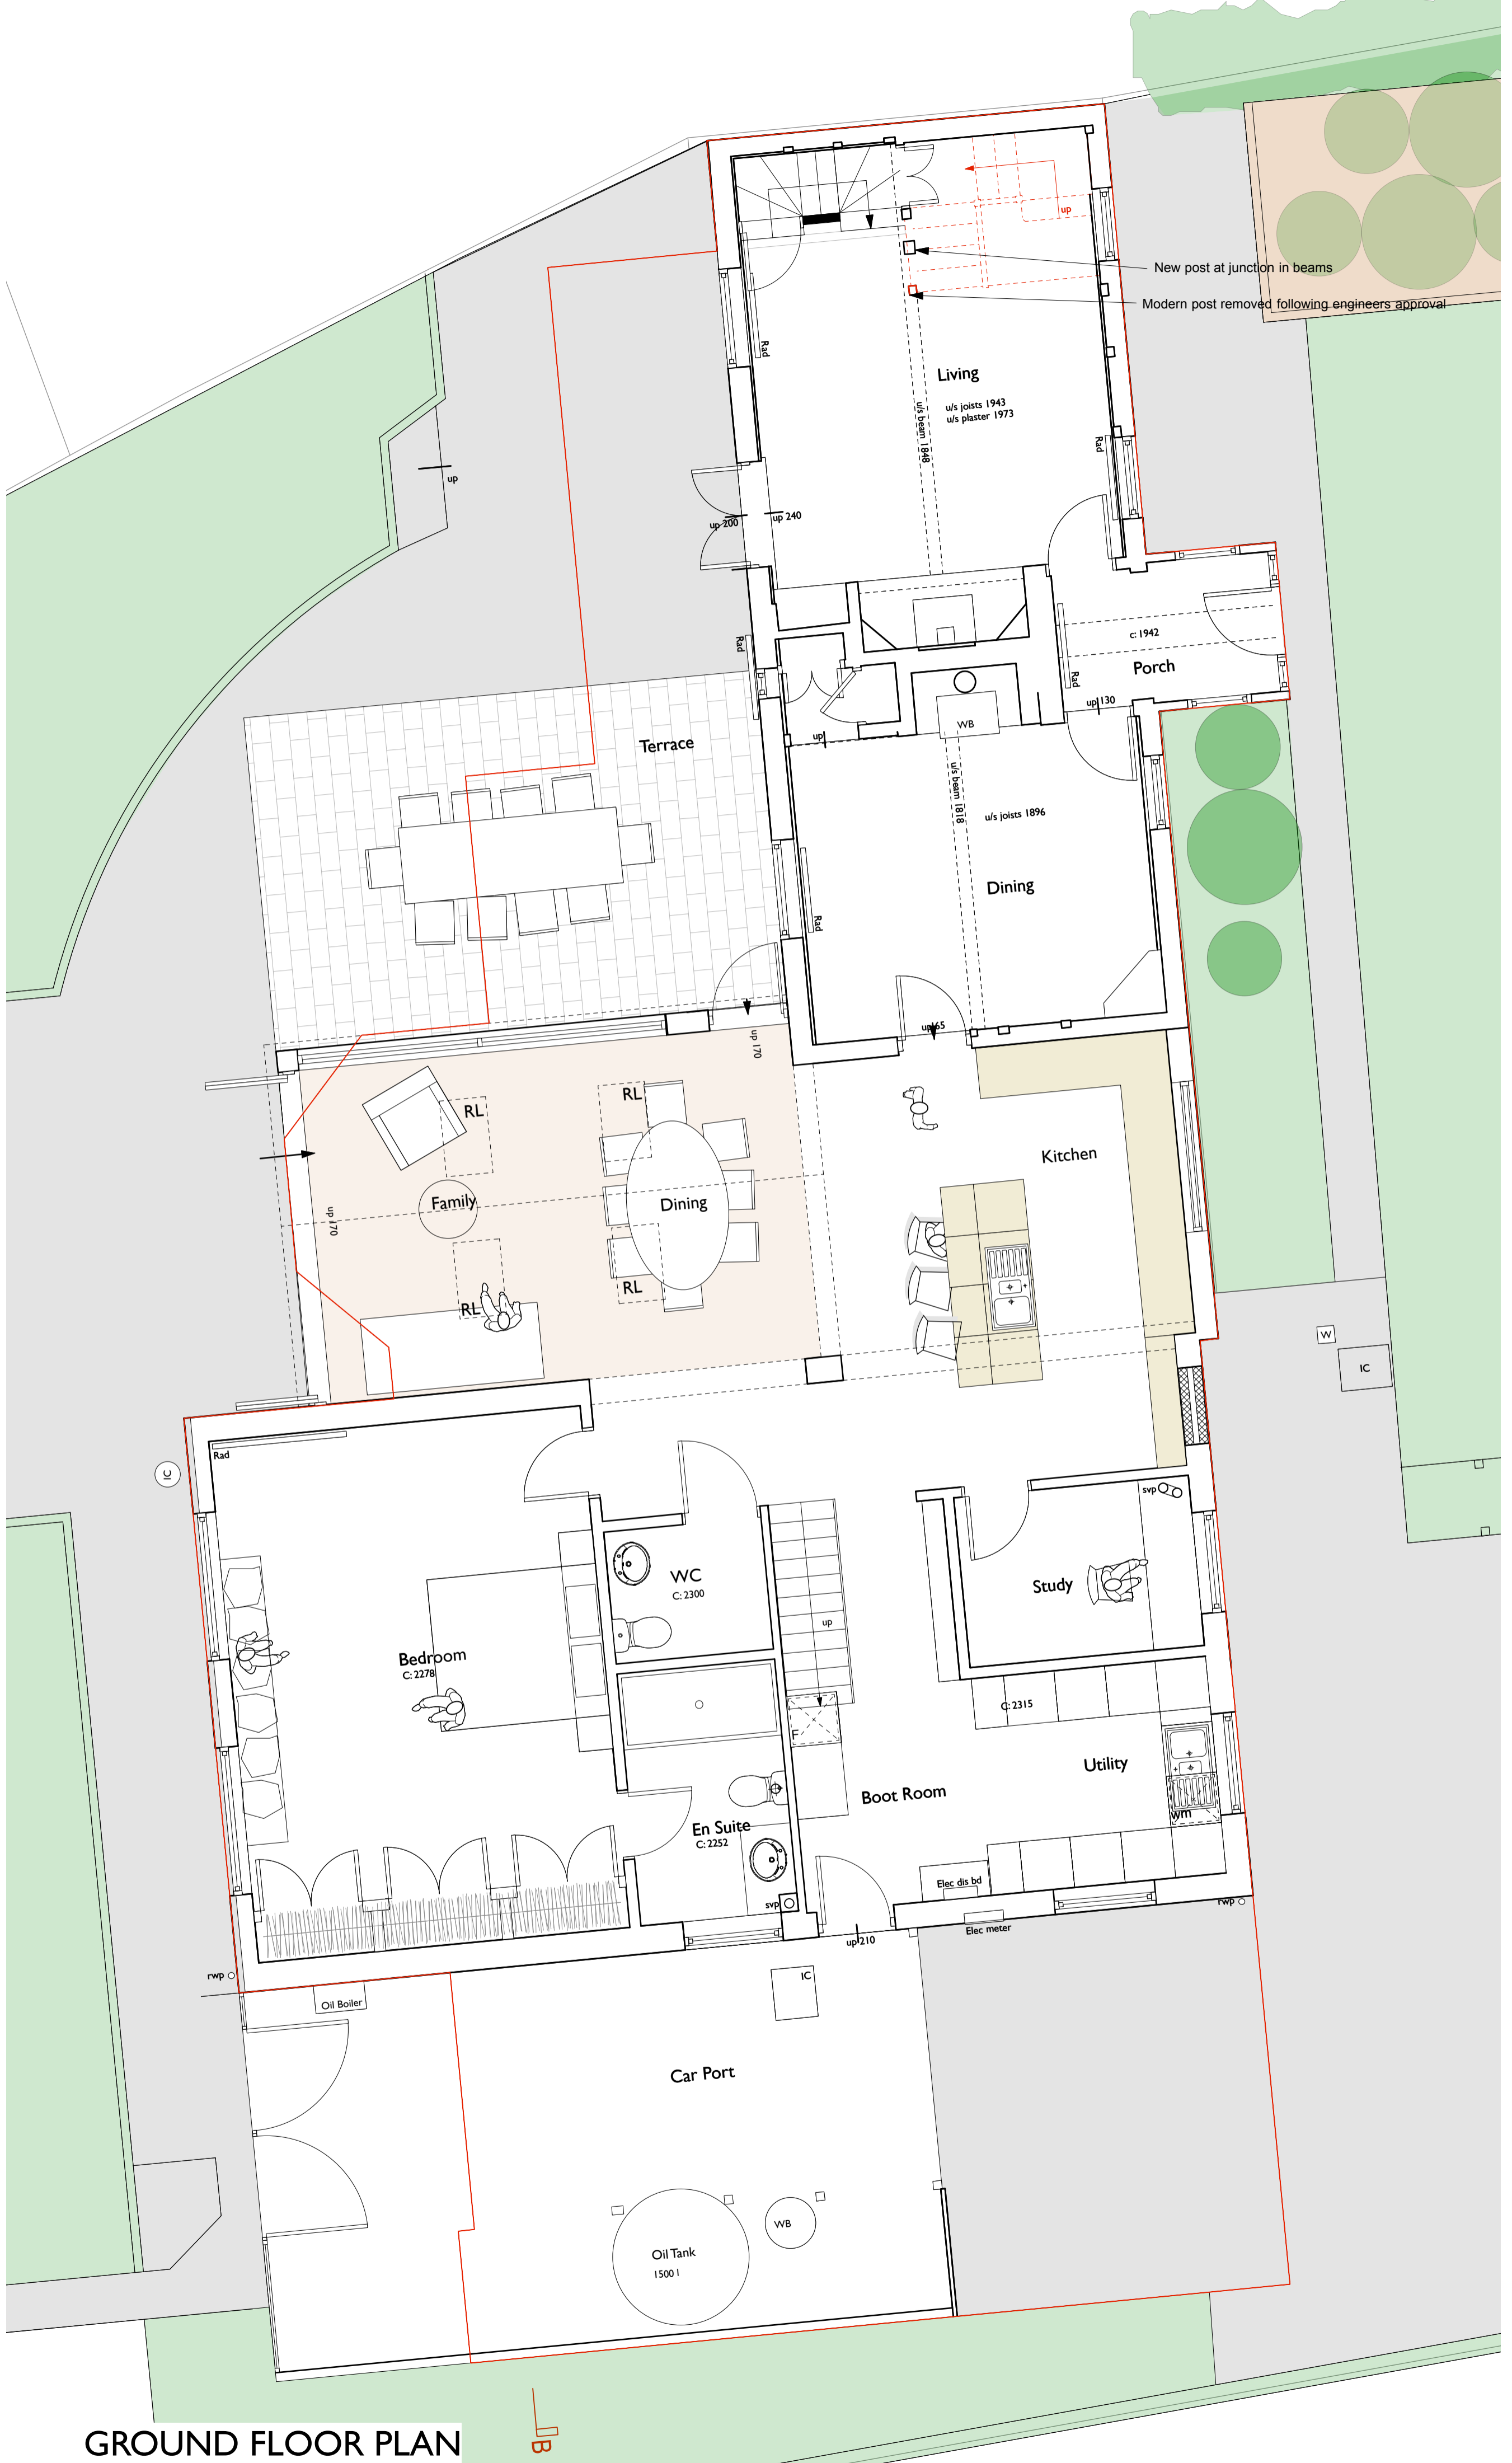 up
New post at junction in beams
Modern post removed following engineers approval
Rad
Living
u/s joists 1943
u/s plaster 1973
u/s beam 1848
Rad
up
up 200
up 240
Rad
c: 1942
Porch
Rad
up 130
WB
up
Terrace
u/s beam 1818
u/s joists 1896
Dining
Rad
up 65
up 170
RL
RL
Kitchen
Family
Dining
up 170
RL
RL
W
IC
Rad
IC
svp
WC
C: 2300
Study
up
Bedroom
C: 2278
C: 2315
F
Utility
Boot Room
wm
En Suite
C: 2252
Elec dis bd
svp
rwp
Elec meter
up 210
rwp
IC
Oil Boiler
Car Port
WB
Oil Tank
1500 l
GROUND FLOOR PLAN
B